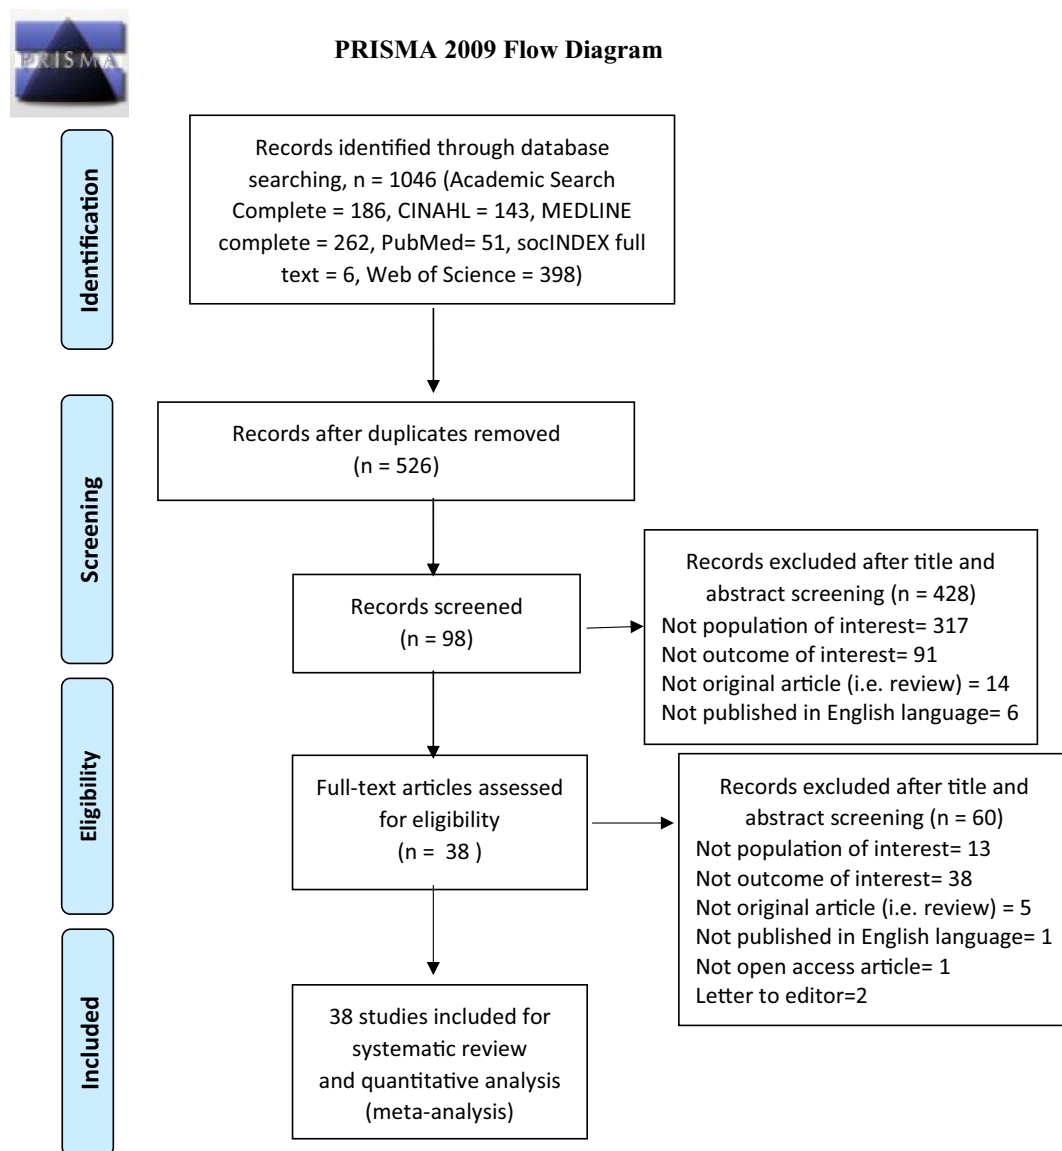 PRISMA
PRISMA 2009 Flow Diagram
Identification
Records identified through database
searching, n = 1046 (Academic Search
Complete = 186, CINAHL = 143, MEDLINE
complete = 262, PubMed= 51, socINDEX full
text = 6, Web of Science = 398)
Screening
Records after duplicates removed
(n = 526)
Records screened
(n = 98)
Records excluded after title and
abstract screening (n = 428)
Not population of interest= 317
Not outcome of interest= 91
Not original article (i.e. review) = 14
Not published in English language= 6
Eligibility
Full-text articles assessed
for eligibility
(n =  38 )
Records excluded after title and
abstract screening (n = 60)
Not population of interest= 13
Not outcome of interest= 38
Not original article (i.e. review) = 5
Not published in English language= 1
Not open access article= 1
Letter to editor=2
Included
38 studies included for
systematic review
and quantitative analysis
(meta-analysis)